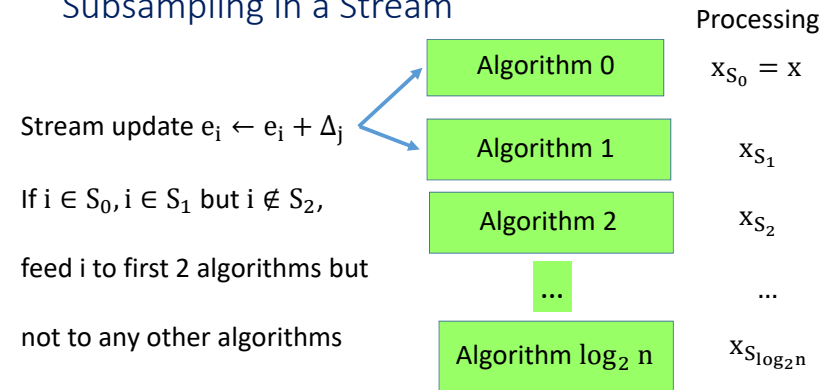 Subsampling in a Stream
Processing
Algorithm 0
x_{S_0} = x
Stream update e_i ← e_i + Δ_j
Algorithm 1
x_{S_1}
If i ∈ S_0, i ∈ S_1 but i ∉ S_2,
Algorithm 2
x_{S_2}
feed i to first 2 algorithms but
...
...
not to any other algorithms
Algorithm log_2 n
x_{S_{log_2 n}}